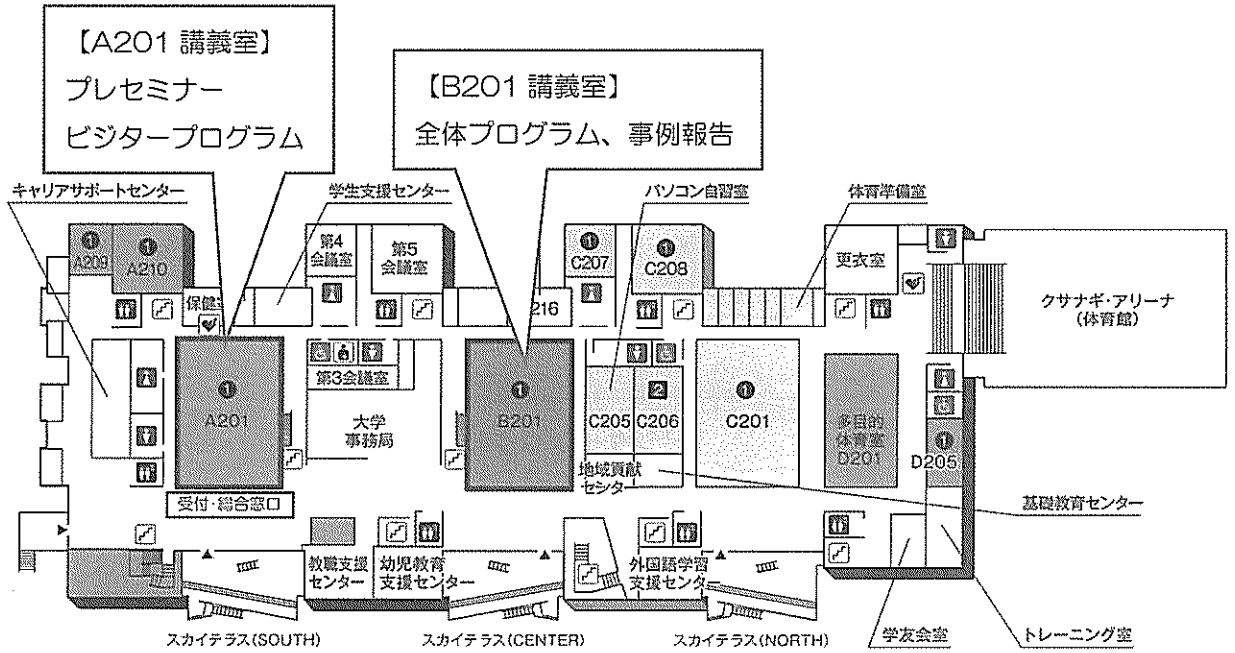 【A201 講義室】
プレセミナー
ビジタープログラム
【B201 講義室】
全体プログラム、事例報告
キャリアサポートセンター
学生支援センター
パソコン自習室
体育準備室
A209
A210
第4
会議室
第5
会議室
C207
C208
更衣室
クサナギ・アリーナ
(体育館)
保健
216
第3会議室
A201
大学
事務局
B201
C205
C206
C201
多目的
体育室
D201
D205
地域貢献
センター
受付・総合窓口
基礎教育センター
教職支援
センター
幼児教育
支援センター
外国語学習
支援センター
スカイテラス(SOUTH)
スカイテラス(CENTER)
スカイテラス(NORTH)
学友会室
トレーニング室